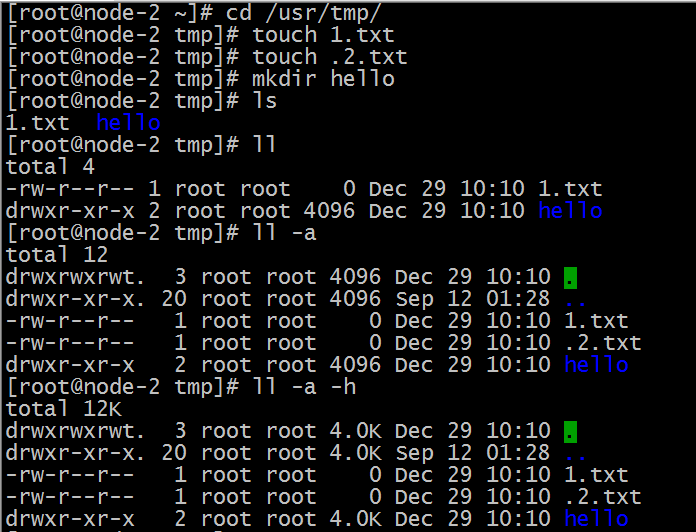 [root@node-2 ~]# cd /usr/tmp/
[root@node-2 tmp]# touch 1.txt
[root@node-2 tmp]# touch .2.txt
[root@node-2 tmp]# mkdir hello
[root@node-2 tmp]# ls
1.txt  hello
[root@node-2 tmp]# ll
total 4
-rw-r--r-- 1 root root    0 Dec 29 10:10 1.txt
drwxr-xr-x 2 root root 4096 Dec 29 10:10 hello
[root@node-2 tmp]# ll -a
total 12
drwxrwxrwt.  3 root root 4096 Dec 29 10:10 .
drwxr-xr-x. 20 root root 4096 Sep 12 01:28 ..
-rw-r--r--   1 root root    0 Dec 29 10:10 1.txt
-rw-r--r--   1 root root    0 Dec 29 10:10 .2.txt
drwxr-xr-x   2 root root 4096 Dec 29 10:10 hello
[root@node-2 tmp]# ll -a -h
total 12K
drwxrwxrwt.  3 root root 4.0K Dec 29 10:10 .
drwxr-xr-x. 20 root root 4.0K Sep 12 01:28 ..
-rw-r--r--   1 root root    0 Dec 29 10:10 1.txt
-rw-r--r--   1 root root    0 Dec 29 10:10 .2.txt
drwxr-xr-x   2 root root 4.0K Dec 29 10:10 hello